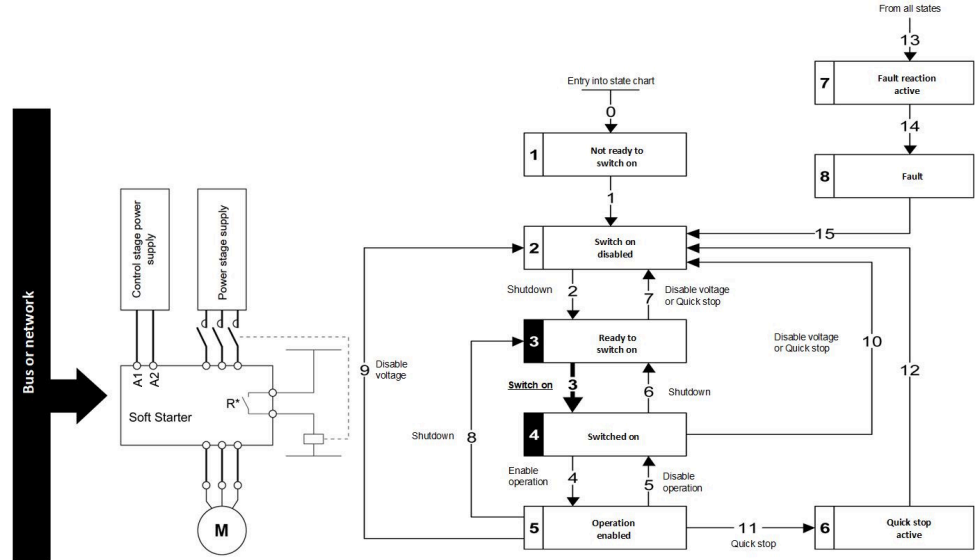 From all states
13
7
Fault reaction
active
14
8
Fault
15
Entry into state chart
0
1
Not ready to
switch on
1
2
Switch on
disabled
Shutdown
2
7
Disable voltage
or Quick stop
3
Ready to
switch on
Switch on
3
6
Shutdown
4
Switched on
Enable
operation
4
5
Disable
operation
5
Operation
enabled
11
Quick stop
6
Quick stop
active
Disable voltage
or Quick stop
10
12
9
Disable
voltage
Shutdown
8
Bus or network
Control stage power
supply
Power stage supply
A1
A2
R*
Soft Starter
M